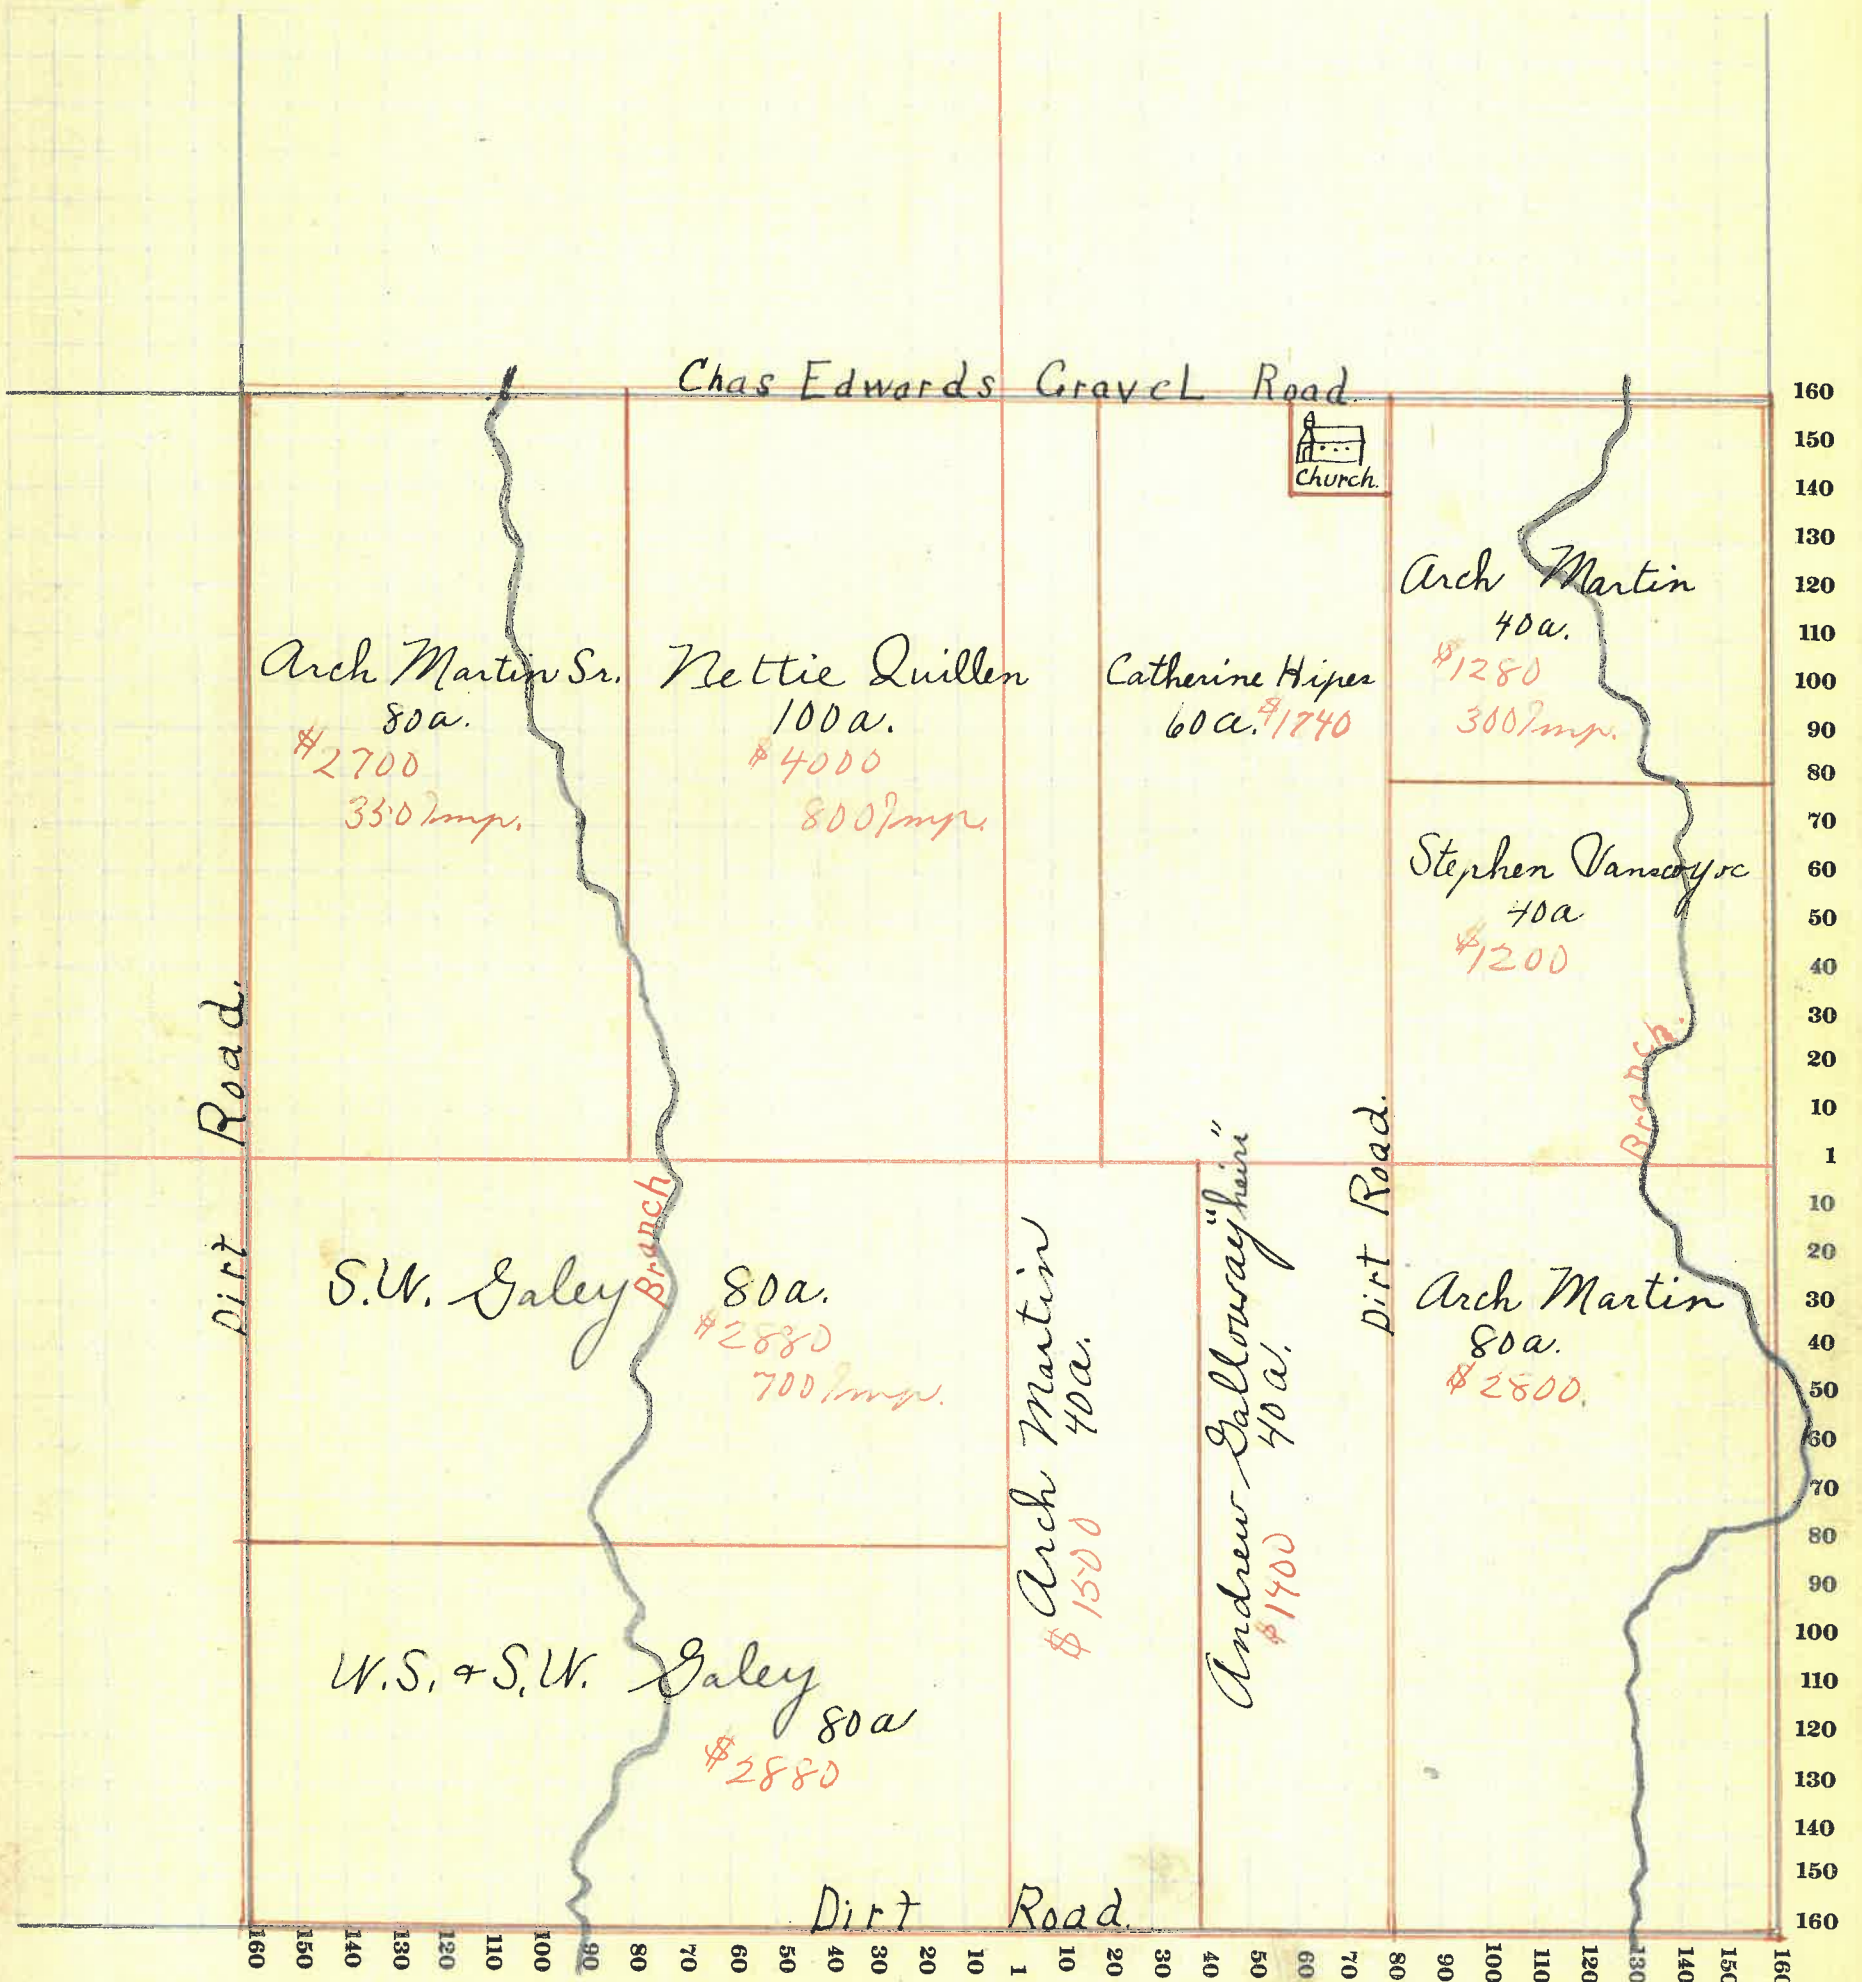 Chas Edwards Gravel Road.
Church.
Arch Martin Sr.
80a.
$2700
350 Imp.
Nettie Quillen
100a.
$4000
800 Imp.
Catherine Hipes
60a. $1740
Arch Martin
40a.
$1280
300 Imp.
Stephen Vanscoyoc
40a
$1200
Branch.
Dirt Road.
S.W. Galey 80a.
$2880
700 Imp.
Branch
W.S. & S.W. Galey
80a
$2880
Arch Martin
40a.
$1500
Andrew Galloway "heirs"
40a.
$1400
Dirt Road.
Arch Martin
80a.
$2800.
Dirt Road.
160
150
140
130
120
110
100
90
80
70
60
50
40
30
20
10
1
10
20
30
40
50
60
70
80
90
100
110
120
130
140
150
160
160 150 140 130 120 110 100 90 80 70 60 50 40 30 20 10 1 10 20 30 40 50 60 70 80 90 100 110 120 130 140 150 160